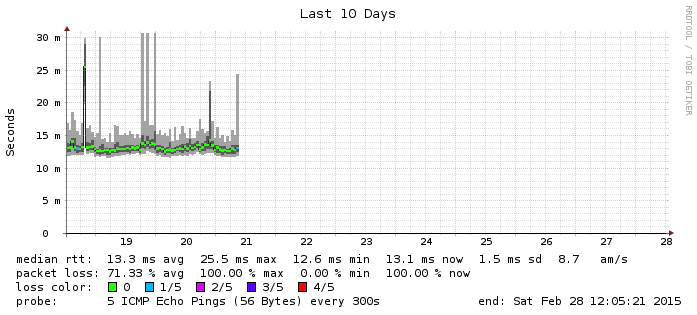 Last 10 Days
RRDTOOL / TOBI OETIKER
Seconds
30 m
25 m
20 m
15 m
10 m
5 m
0
19 20 21 22 23 24 25 26 27 28
median rtt: 13.3 ms avg 25.5 ms max 12.6 ms min 13.1 ms now 1.5 ms sd 8.7 am/s
packet loss: 71.33 % avg 100.00 % max 0.00 % min 100.00 % now
loss color: 0 1/5 2/5 3/5 4/5
probe: 5 ICMP Echo Pings (56 Bytes) every 300s end: Sat Feb 28 12:05:21 2015